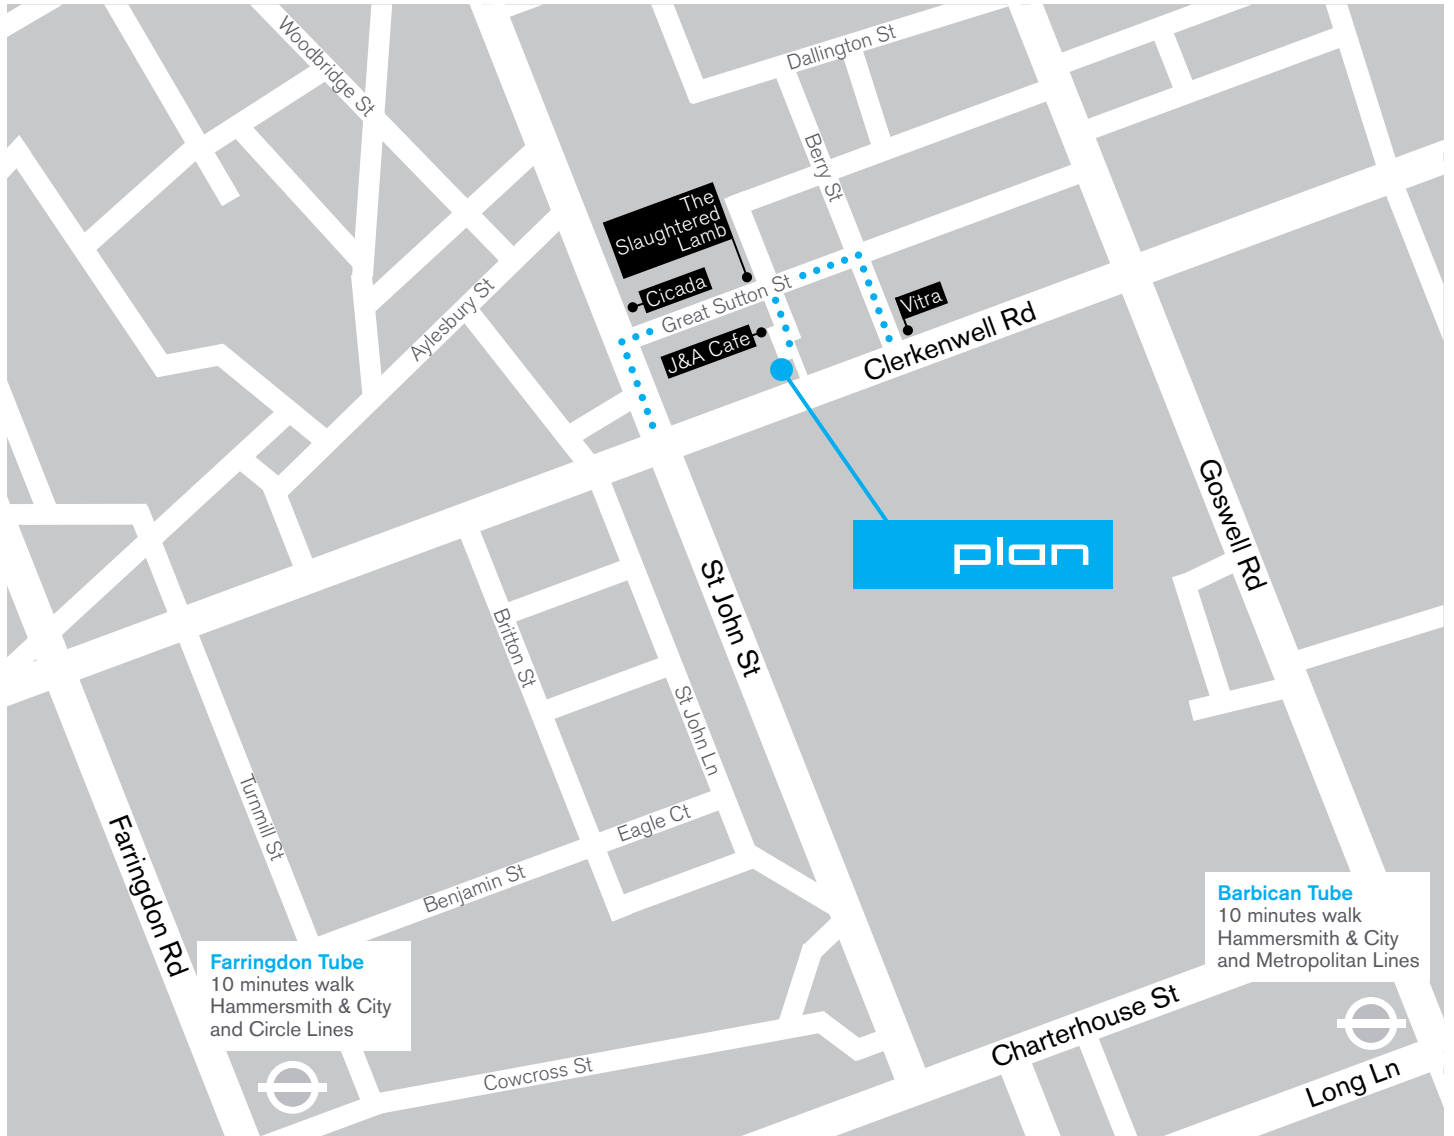 Woodbridge St
Dallington St
Berry St
The
Slaughtered
Lamb
Cicada
Great Sutton St
J&A Cafe
Vitra
Aylesbury St
Clerkenwell Rd
plan
Goswell Rd
St John St
Britton St
St John Ln
Turnmill St
Eagle Ct
Benjamin St
Farringdon Rd
Barbican Tube
10 minutes walk
Hammersmith & City
and Metropolitan Lines
Farringdon Tube
10 minutes walk
Hammersmith & City
and Circle Lines
Charterhouse St
Cowcross St
Long Ln